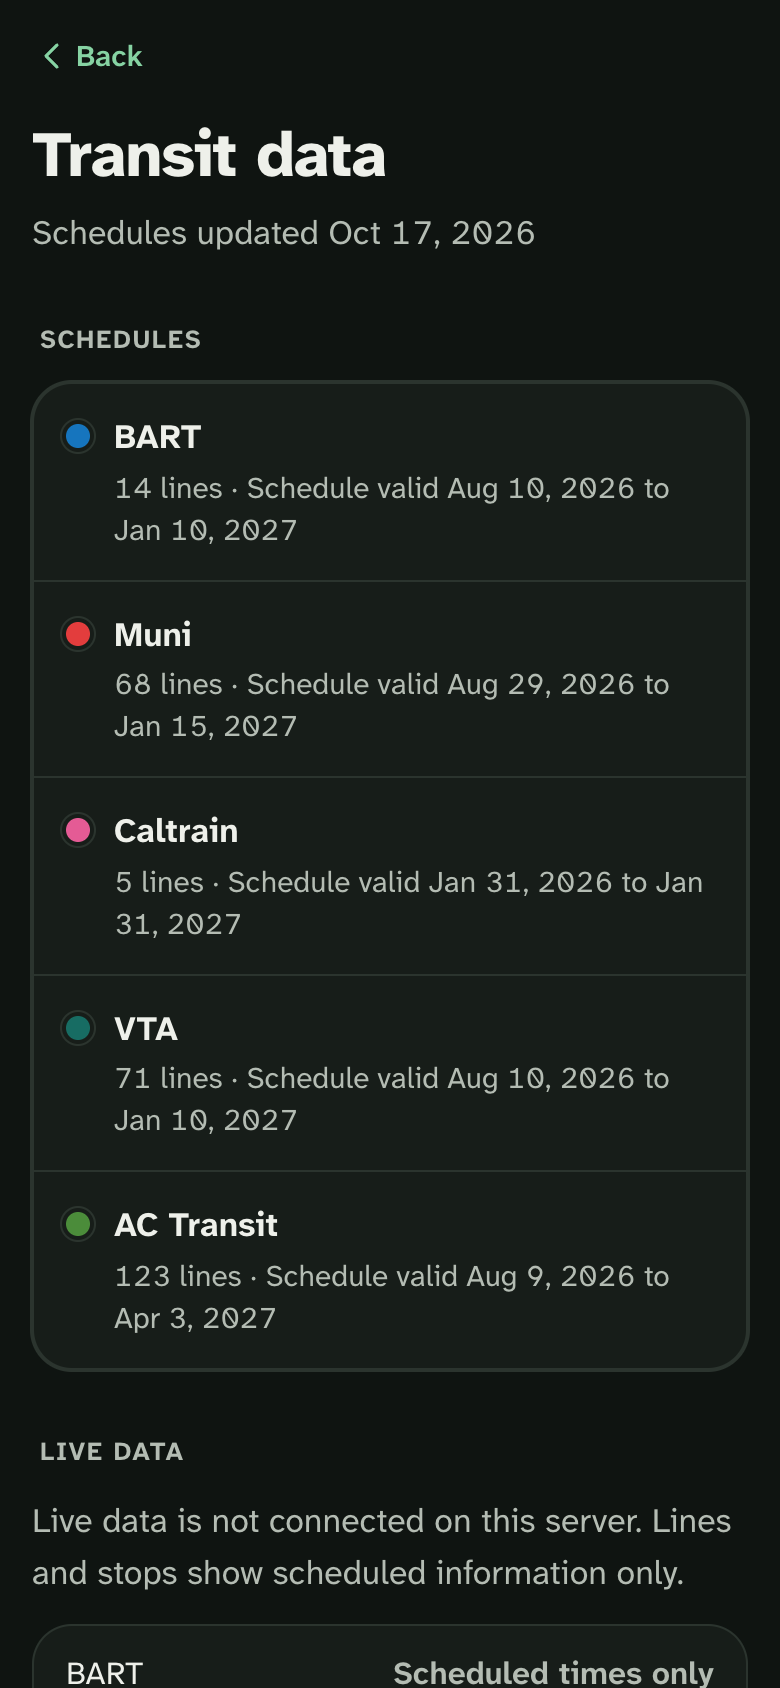 Back
Transit data
Schedules updated Oct 17, 2026
SCHEDULES
BART
14 lines · Schedule valid Aug 10, 2026 to
Jan 10, 2027
Muni
68 lines · Schedule valid Aug 29, 2026 to
Jan 15, 2027
Caltrain
5 lines · Schedule valid Jan 31, 2026 to Jan
31, 2027
VTA
71 lines · Schedule valid Aug 10, 2026 to
Jan 10, 2027
AC Transit
123 lines · Schedule valid Aug 9, 2026 to
Apr 3, 2027
LIVE DATA
Live data is not connected on this server. Lines
and stops show scheduled information only.
BART Scheduled times only